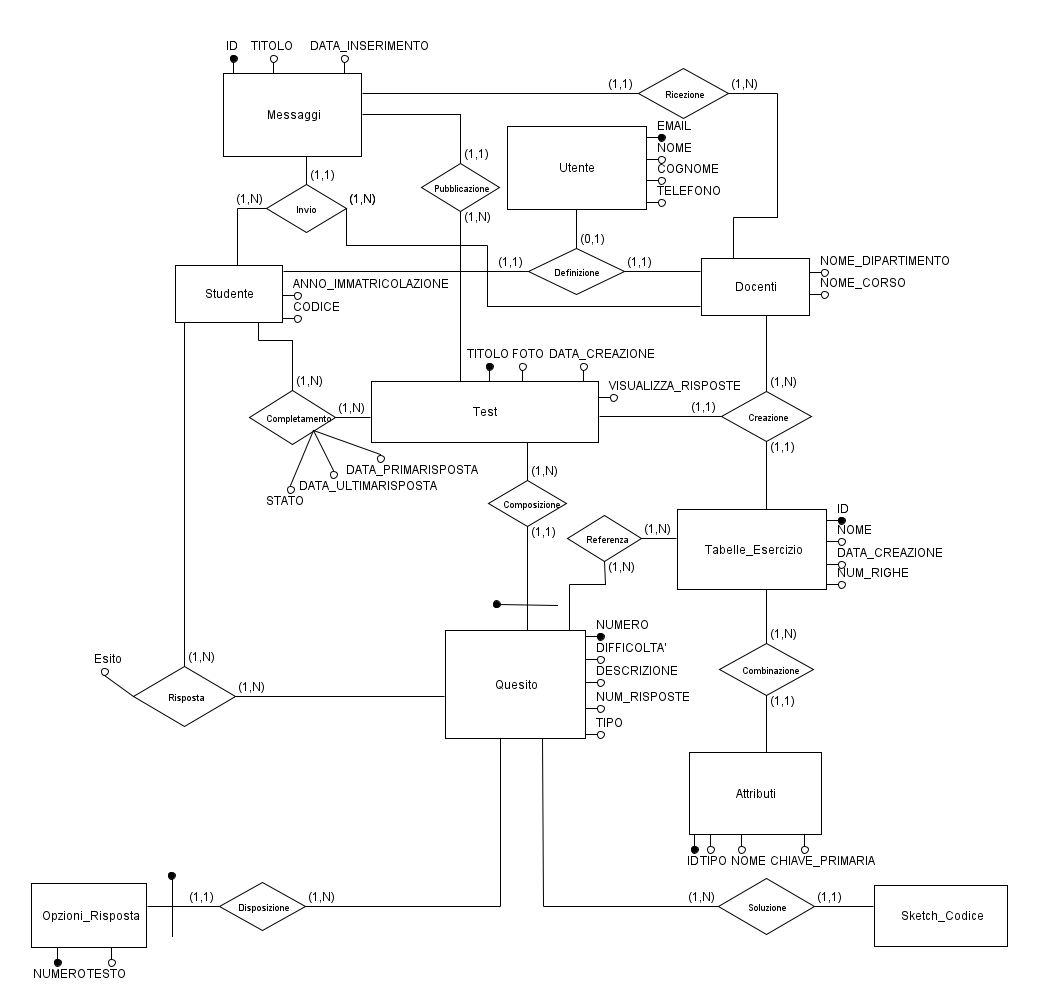 ID TITOLO DATA_INSERIMENTO
Messaggi
(1,1) Ricezione (1,N)
EMAIL
NOME
COGNOME
TELEFONO
Utente
(1,1)
Pubblicazione
(1,N)
(1,1)
(1,N) Invio (1,N)
(0,1)
(1,1) Definizione (1,1)
Studente
ANNO_IMMATRICOLAZIONE
CODICE
Docenti
NOME_DIPARTIMENTO
NOME_CORSO
TITOLO FOTO DATA_CREAZIONE
VISUALIZZA_RISPOSTE
Test
(1,N)
Completamento (1,N)
DATA_PRIMARISPOSTA
DATA_ULTIMARISPOSTA
STATO
(1,N)
(1,1) Creazione
(1,1)
(1,N)
Composizione
(1,1)
Referenza (1,N)
(1,N)
Tabelle_Esercizio
ID
NOME
DATA_CREAZIONE
NUM_RIGHE
NUMERO
DIFFICOLTA'
DESCRIZIONE
NUM_RISPOSTE
TIPO
Quesito
Esito
(1,N)
Risposta (1,N)
(1,N)
Combinazione
(1,1)
Attributi
ID TIPO NOME CHIAVE_PRIMARIA
Opzioni_Risposta
(1,1) Disposizione (1,N)
NUMERO TESTO
(1,N) Soluzione (1,1)
Sketch_Codice